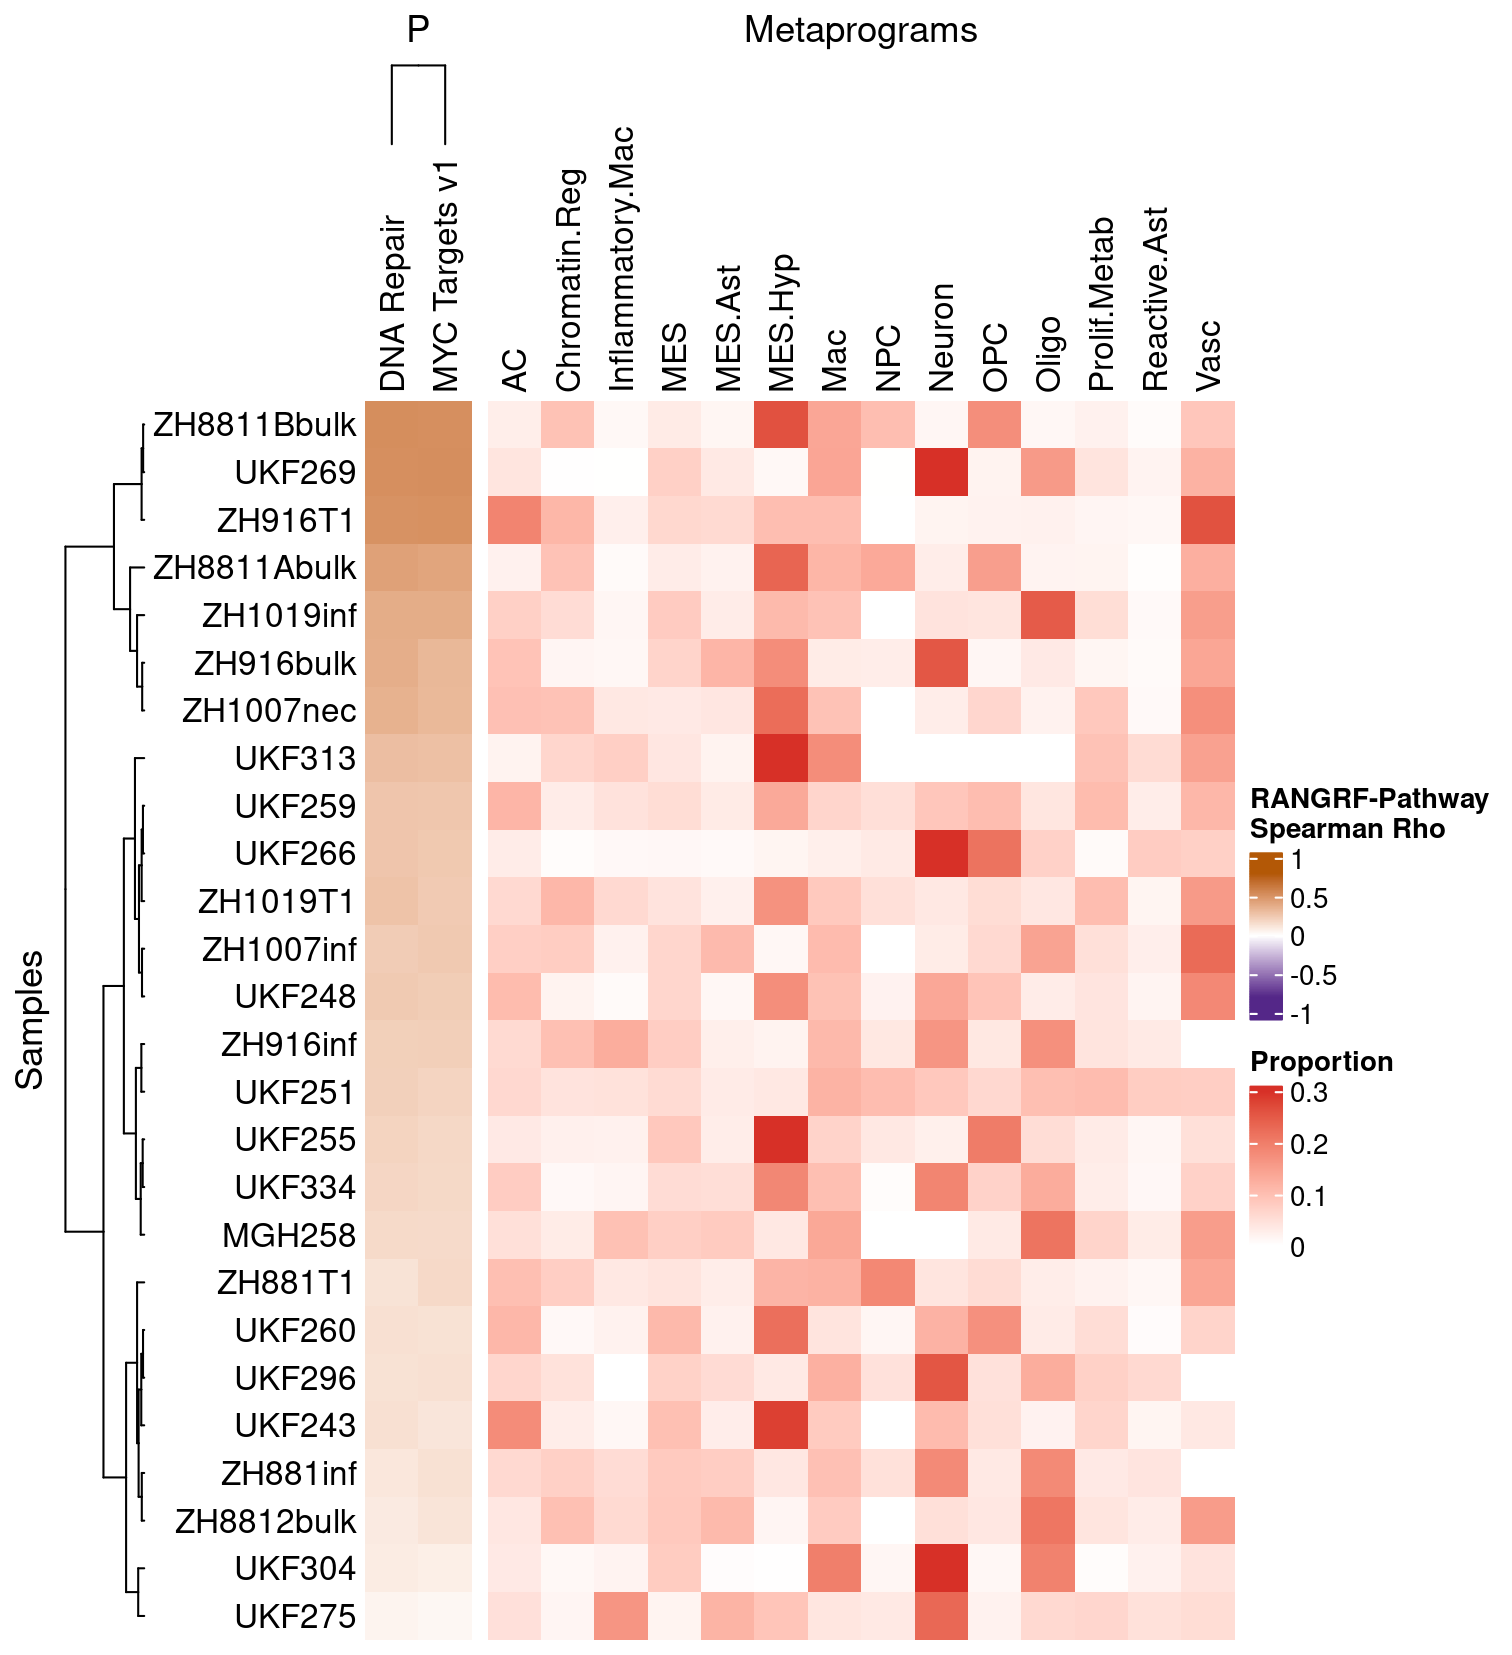 P
Metaprograms
DNA Repair
MYC Targets v1
AC
Chromatin.Reg
Inflammatory.Mac
MES
MES.Ast
MES.Hyp
Mac
NPC
Neuron
OPC
Oligo
Prolif.Metab
Reactive.Ast
Vasc
Samples
ZH8811Bbulk
UKF269
ZH916T1
ZH8811Abulk
ZH1019inf
ZH916bulk
ZH1007nec
UKF313
UKF259
UKF266
ZH1019T1
ZH1007inf
UKF248
ZH916inf
UKF251
UKF255
UKF334
MGH258
ZH881T1
UKF260
UKF296
UKF243
ZH881inf
ZH8812bulk
UKF304
UKF275
RANGRF-Pathway
Spearman Rho
1
0.5
0
-0.5
-1
Proportion
0.3
0.2
0.1
0